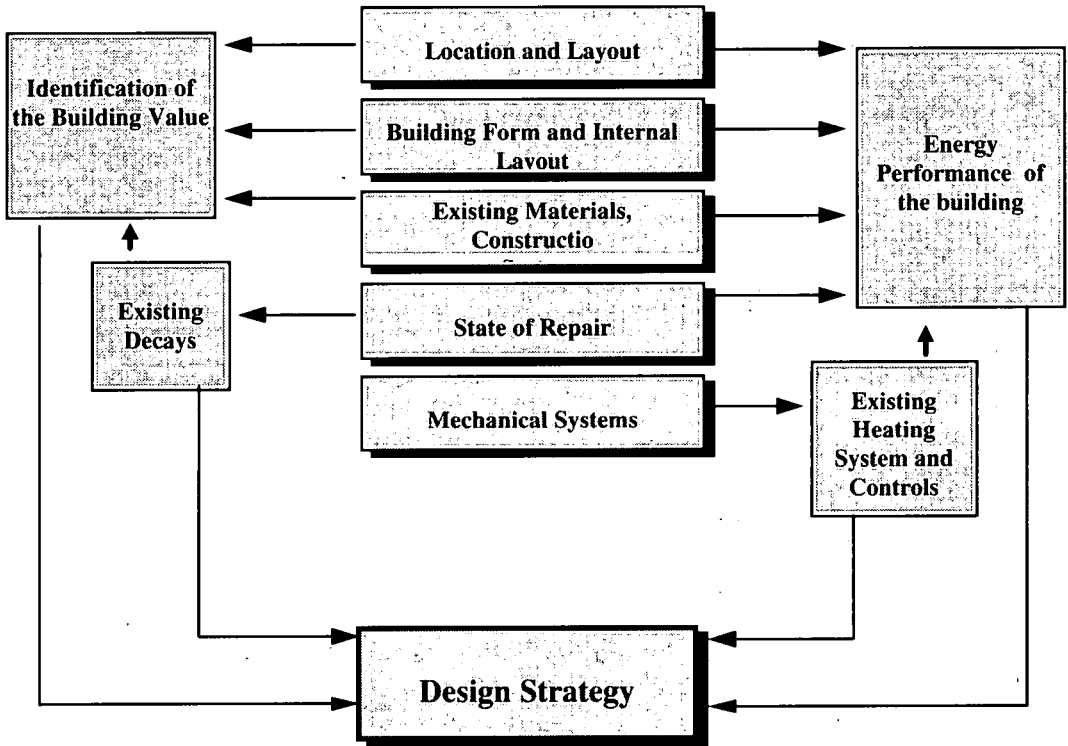 Location and Layout
Identification of
the Building Value
Building Form and Internal
Layout
Energy
Performance of
the building
Existing Materials,
Constructio
Existing
Decays
State of Repair
Mechanical Systems
Existing
Heating
System and
Controls
Design Strategy